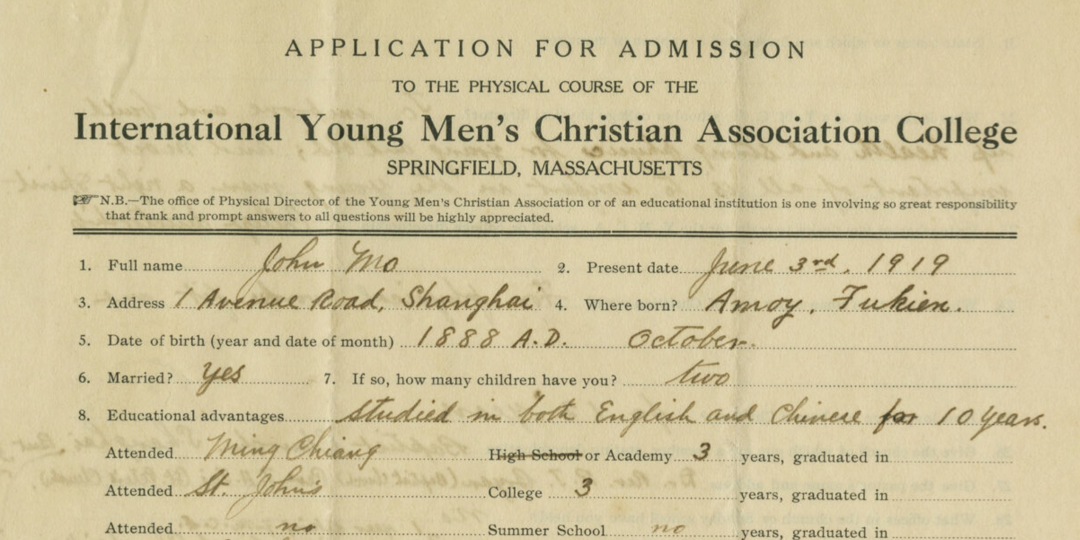 APPLICATION FOR ADMISSION
TO THE PHYSICAL COURSE OF THE
International Young Men's Christian Association College
SPRINGFIELD, MASSACHUSETTS
☞ N.B.—The office of Physical Director of the Young Men's Christian Association or of an educational institution is one involving so great responsibility
that frank and prompt answers to all questions will be highly appreciated.
1. Full name John Mo 2. Present date June 3rd, 1919
3. Address 1 Avenue Road, Shanghai 4. Where born? Amoy, Fukien.
5. Date of birth (year and date of month) 1888 A.D. October.
6. Married? Yes 7. If so, how many children have you? two
8. Educational advantages studied in both English and Chinese for 10 years.
Attended Ming Chiang High School or Academy 3 years, graduated in
Attended St. Johns College 3 years, graduated in
Attended no Summer School no years, graduated in